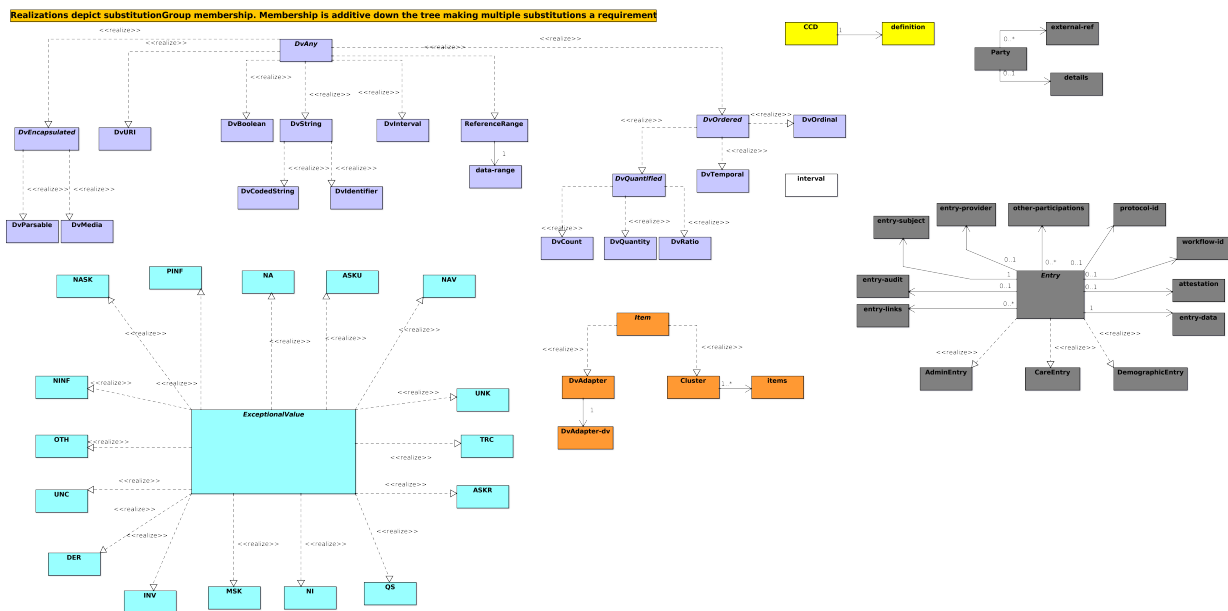 Realizations depict substitutionGroup membership. Membership is additive down the tree making multiple substitutions a requirement
CCD
1
definition
external-ref
0..*
Party
0..1
details
<<realize>>
<<realize>>
<<realize>>
DvAny
<<realize>>
<<realize>>
<<realize>>
<<realize>>
DvEncapsulated
DvURI
DvBoolean
DvString
DvInterval
ReferenceRange
1
data-range
<<realize>>
<<realize>>
<<realize>>
<<realize>>
DvCodedString
DvIdentifier
DvParsable
DvMedia
DvOrdered
<<realize>>
DvOrdinal
<<realize>>
<<realize>>
DvQuantified
DvTemporal
<<realize>>
<<realize>>
<<realize>>
DvCount
DvQuantity
DvRatio
interval
entry-subject
entry-provider
other-participations
protocol-id
workflow-id
0..1
0..*
0..1
1
0..1
entry-audit
0..1
Entry
0..1
attestation
entry-links
0..*
1
entry-data
<<realize>>
<<realize>>
<<realize>>
AdminEntry
CareEntry
DemographicEntry
NASK
PINF
NA
ASKU
NAV
<<realize>>
<<realize>>
<<realize>>
<<realize>>
<<realize>>
NINF
<<realize>>
<<realize>>
UNK
ExceptionalValue
OTH
<<realize>>
TRC
<<realize>>
<<realize>>
UNC
<<realize>>
<<realize>>
ASKR
<<realize>>
<<realize>>
<<realize>>
<<realize>>
<<realize>>
DER
INV
MSK
NI
QS
Item
<<realize>>
<<realize>>
DvAdapter
Cluster
1..*
items
1
DvAdapter-dv